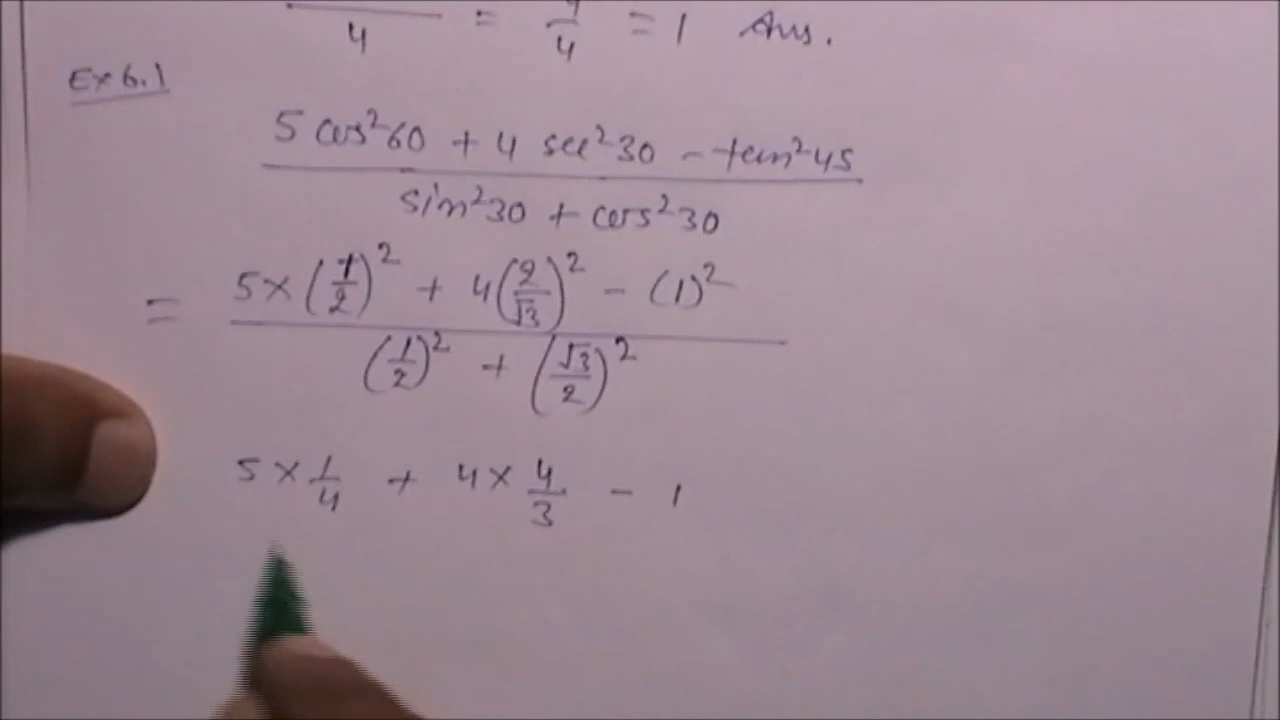 4 = 4/4 = 1 Ans.
Ex 6.1
5 cos²60 + 4 sec²30 - tan²45
sin²30 + cos²30
= 5×(1/2)² + 4(2/√3)² - (1)²
(1/2)² + (√3/2)²
5 × 1/4 + 4 × 4/3 - 1